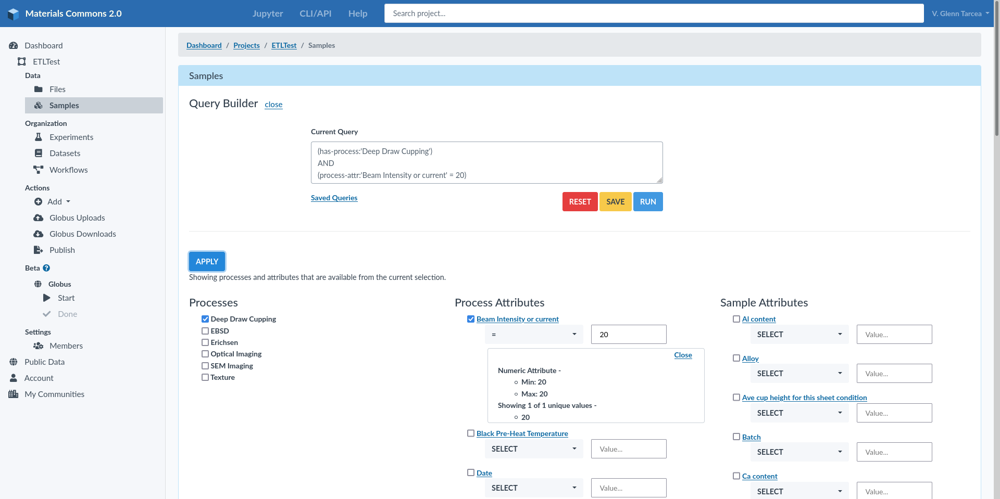 Materials Commons 2.0
Jupyter
CLI/API
Help
Search project...
V. Glenn Tarcea
Dashboard
ETLTest
Data
Files
Samples
Organization
Experiments
Datasets
Workflows
Actions
Add
Globus Uploads
Globus Downloads
Publish
Beta ?
Globus
Start
Done
Settings
Members
Public Data
Account
My Communities
Dashboard / Projects / ETLTest / Samples
Samples
Query Builder close
Current Query
(has-process:'Deep Draw Cupping')
AND
(process-attr:'Beam Intensity or current' = 20)
Saved Queries
RESET
SAVE
RUN
APPLY
Showing processes and attributes that are available from the current selection.
Processes
Deep Draw Cupping
EBSD
Erichsen
Optical Imaging
SEM Imaging
Texture
Process Attributes
Beam Intensity or current
= 20
Close
Numeric Attribute -
Min: 20
Max: 20
Showing 1 of 1 unique values -
20
Black Pre-Heat Temperature
SELECT Value...
Date
SELECT Value...
Sample Attributes
Al content
SELECT Value...
Alloy
SELECT Value...
Ave cup height for this sheet condition
SELECT Value...
Batch
SELECT Value...
Ca content
SELECT Value...